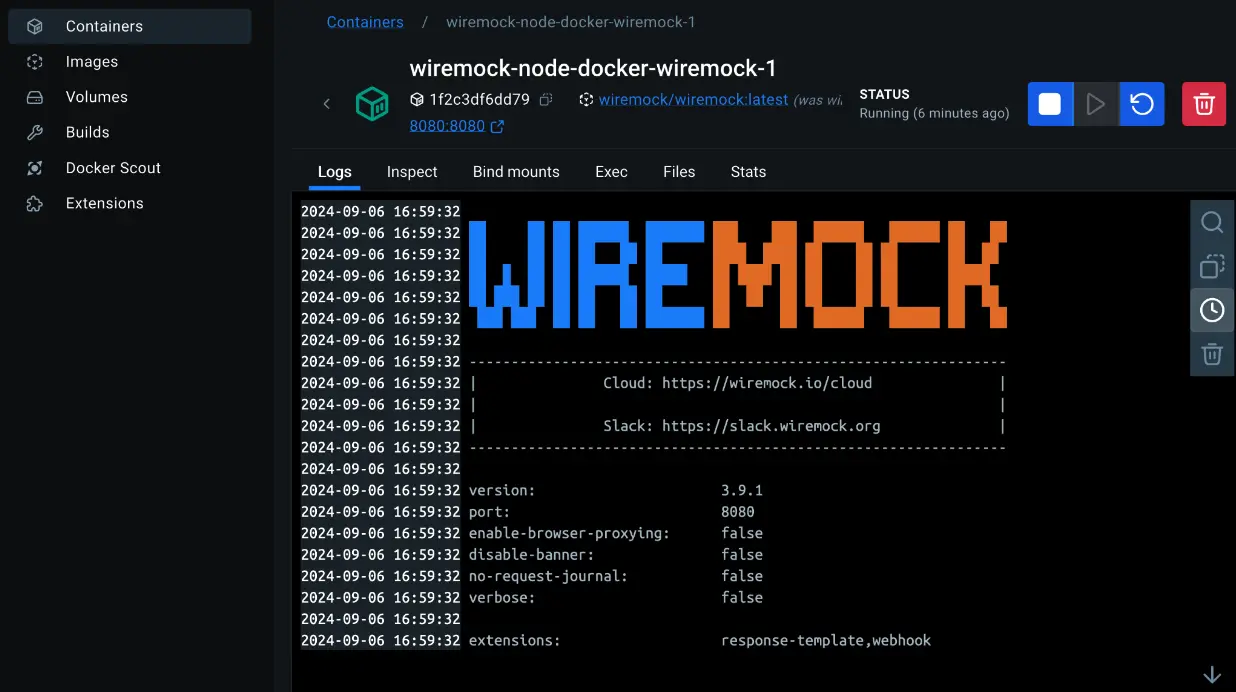 Containers
Images
Volumes
Builds
Docker Scout
Extensions
Containers / wiremock-node-docker-wiremock-1
wiremock-node-docker-wiremock-1
1f2c3df6dd79 wiremock/wiremock:latest (was wi
8080:8080
STATUS
Running (6 minutes ago)
Logs Inspect Bind mounts Exec Files Stats
2024-09-06 16:59:32
2024-09-06 16:59:32
2024-09-06 16:59:32
2024-09-06 16:59:32
2024-09-06 16:59:32
2024-09-06 16:59:32
WIREMOCK
2024-09-06 16:59:32
2024-09-06 16:59:32 ----------------------------------------------------------------
2024-09-06 16:59:32 | Cloud: https://wiremock.io/cloud |
2024-09-06 16:59:32 | |
2024-09-06 16:59:32 | Slack: https://slack.wiremock.org |
2024-09-06 16:59:32 ----------------------------------------------------------------
2024-09-06 16:59:32
2024-09-06 16:59:32 version: 3.9.1
2024-09-06 16:59:32 port: 8080
2024-09-06 16:59:32 enable-browser-proxying: false
2024-09-06 16:59:32 disable-banner: false
2024-09-06 16:59:32 no-request-journal: false
2024-09-06 16:59:32 verbose: false
2024-09-06 16:59:32
2024-09-06 16:59:32 extensions: response-template,webhook